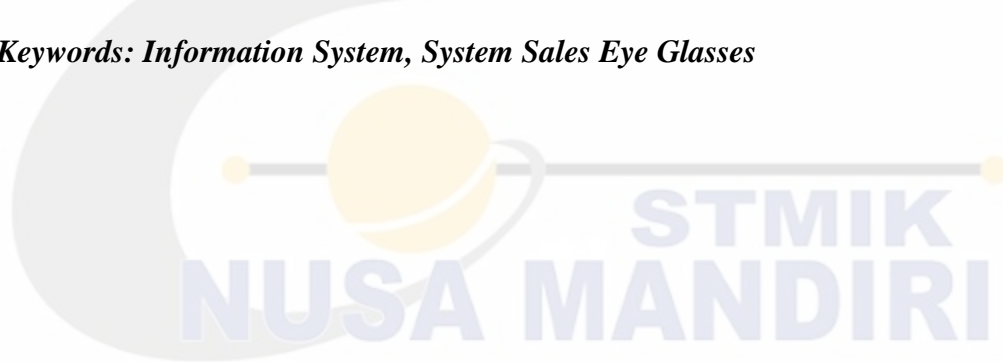 Keywords: Information System, System Sales Eye Glasses
STMIK
NUSA MANDIRI